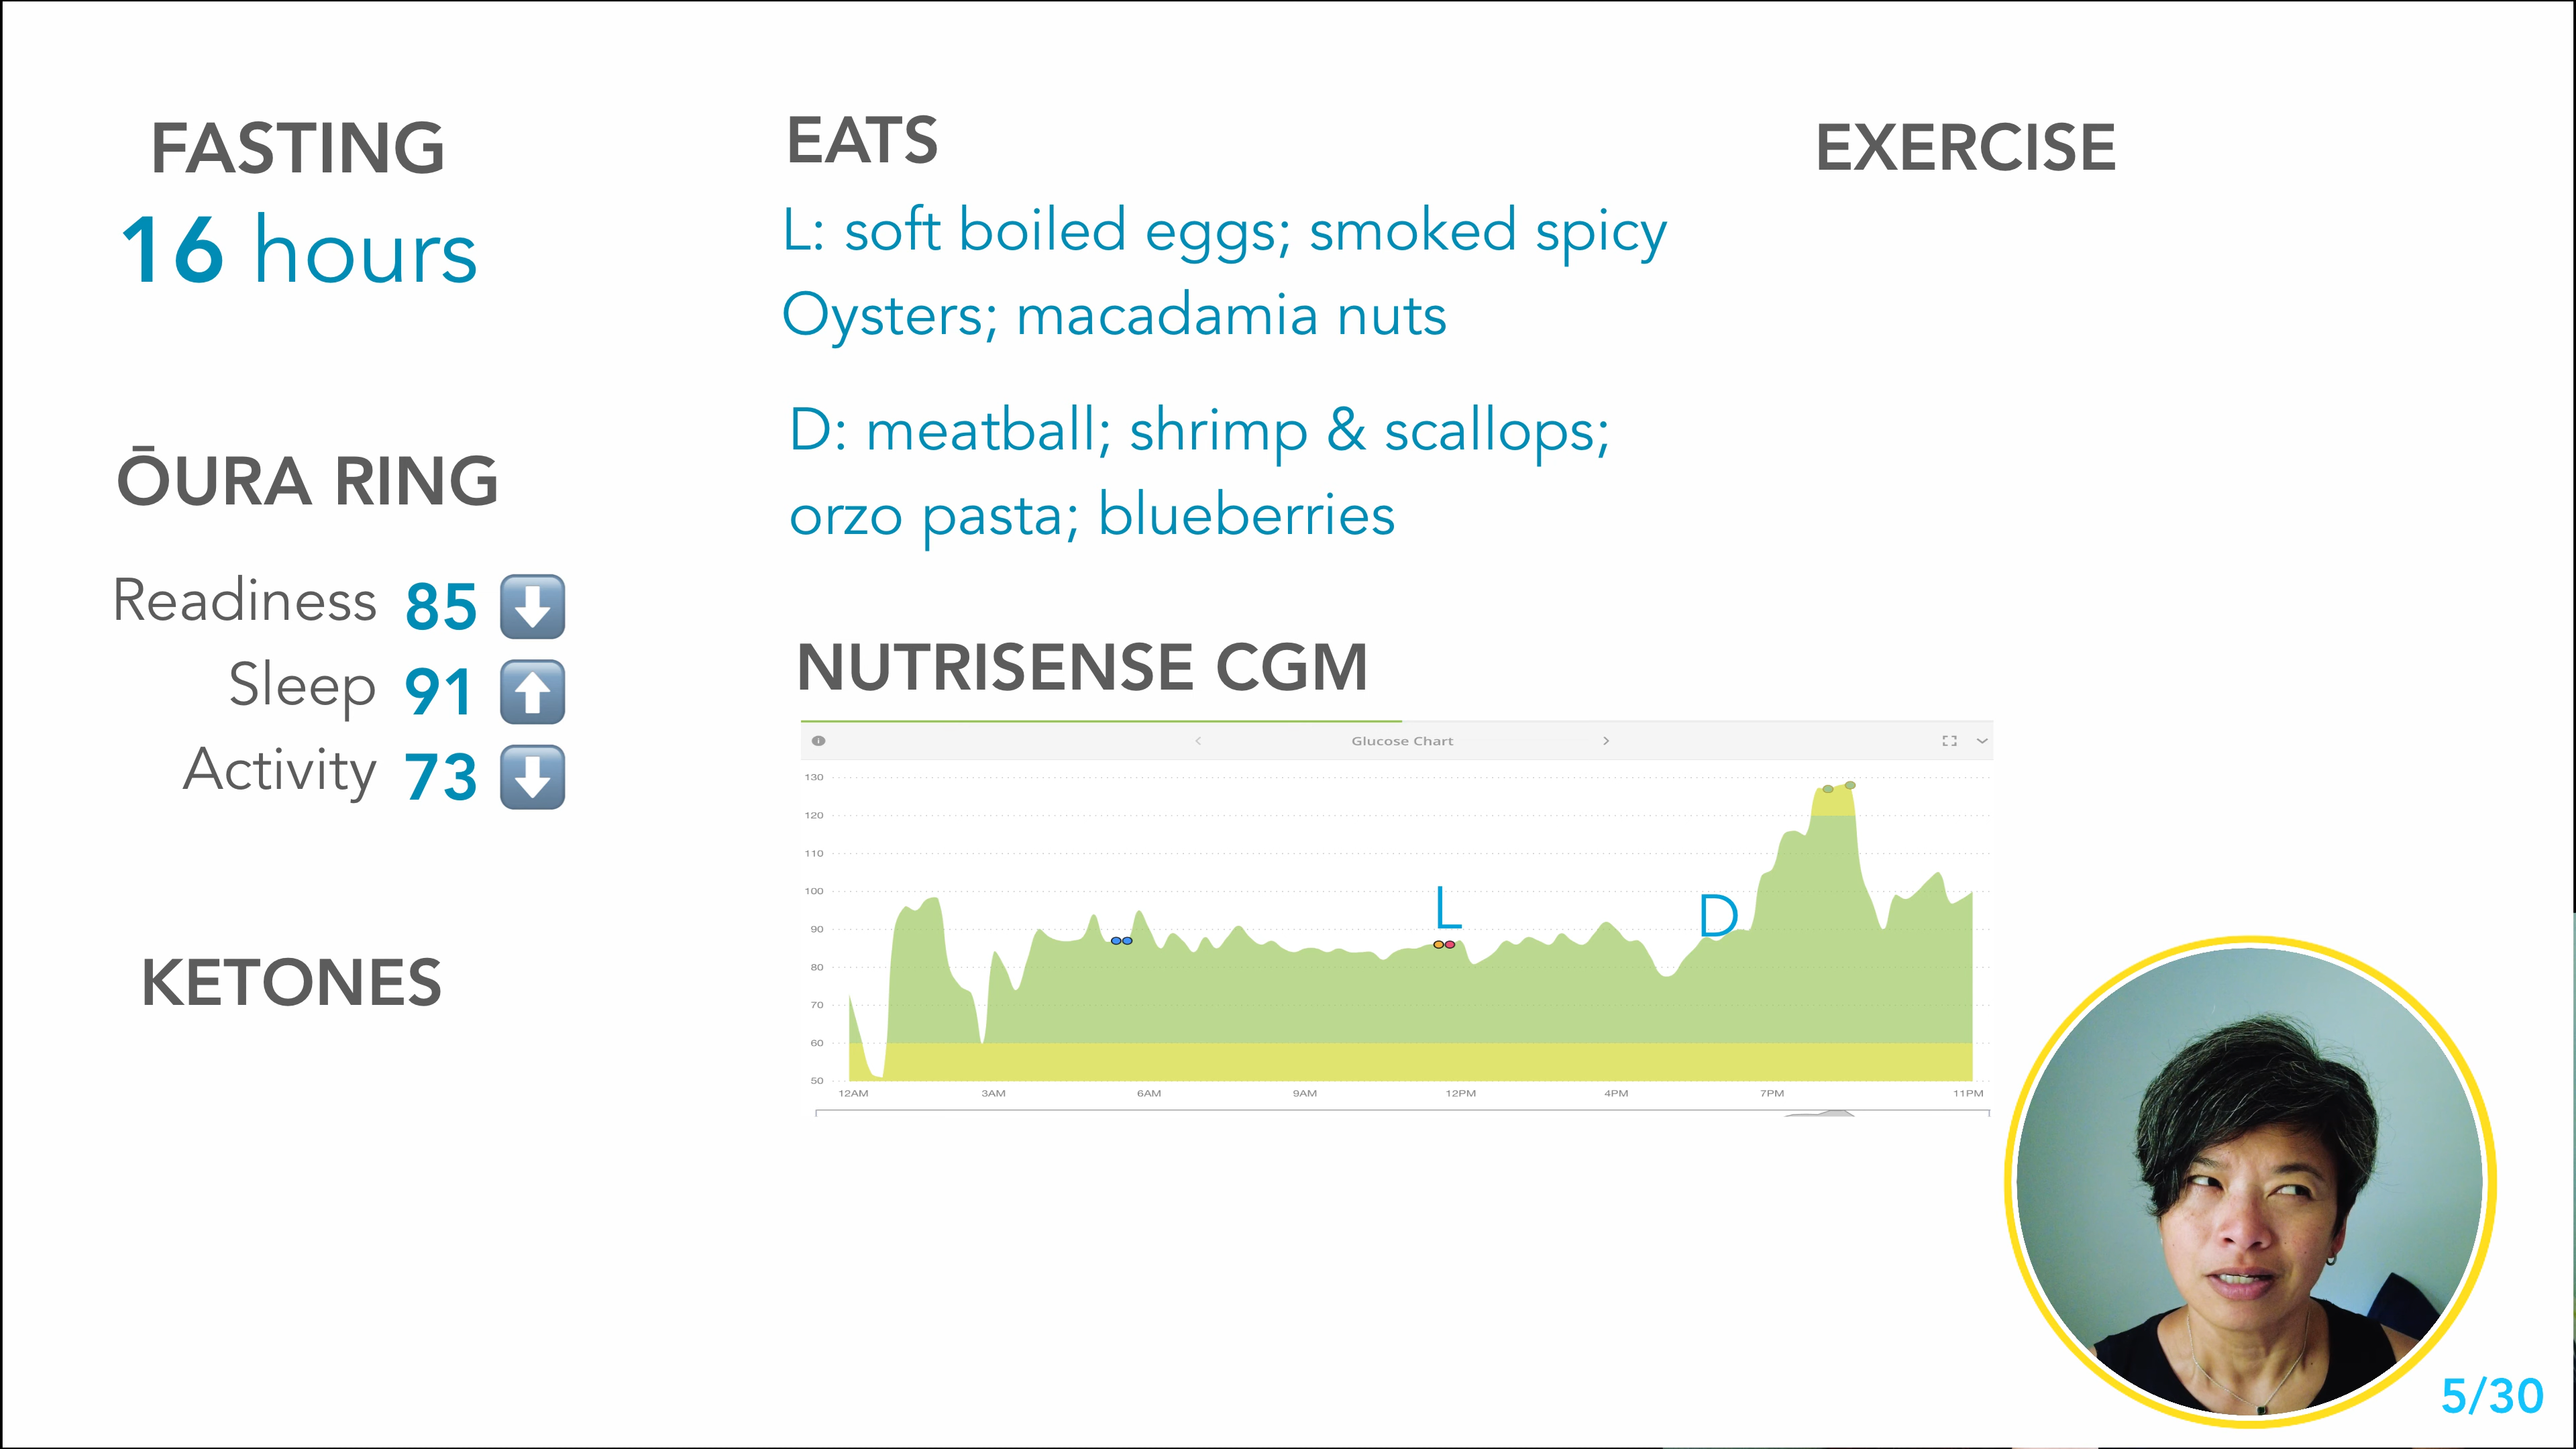 FASTING
16 hours
ŌURA RING
Readiness 85
Sleep 91
Activity 73
KETONES
EATS
L: soft boiled eggs; smoked spicy
Oysters; macadamia nuts
D: meatball; shrimp & scallops;
orzo pasta; blueberries
EXERCISE
NUTRISENSE CGM
Glucose Chart
130
120
110
100
90
80
70
60
50
L
D
12AM 3AM 6AM 9AM 12PM 4PM 7PM 11PM
5/30